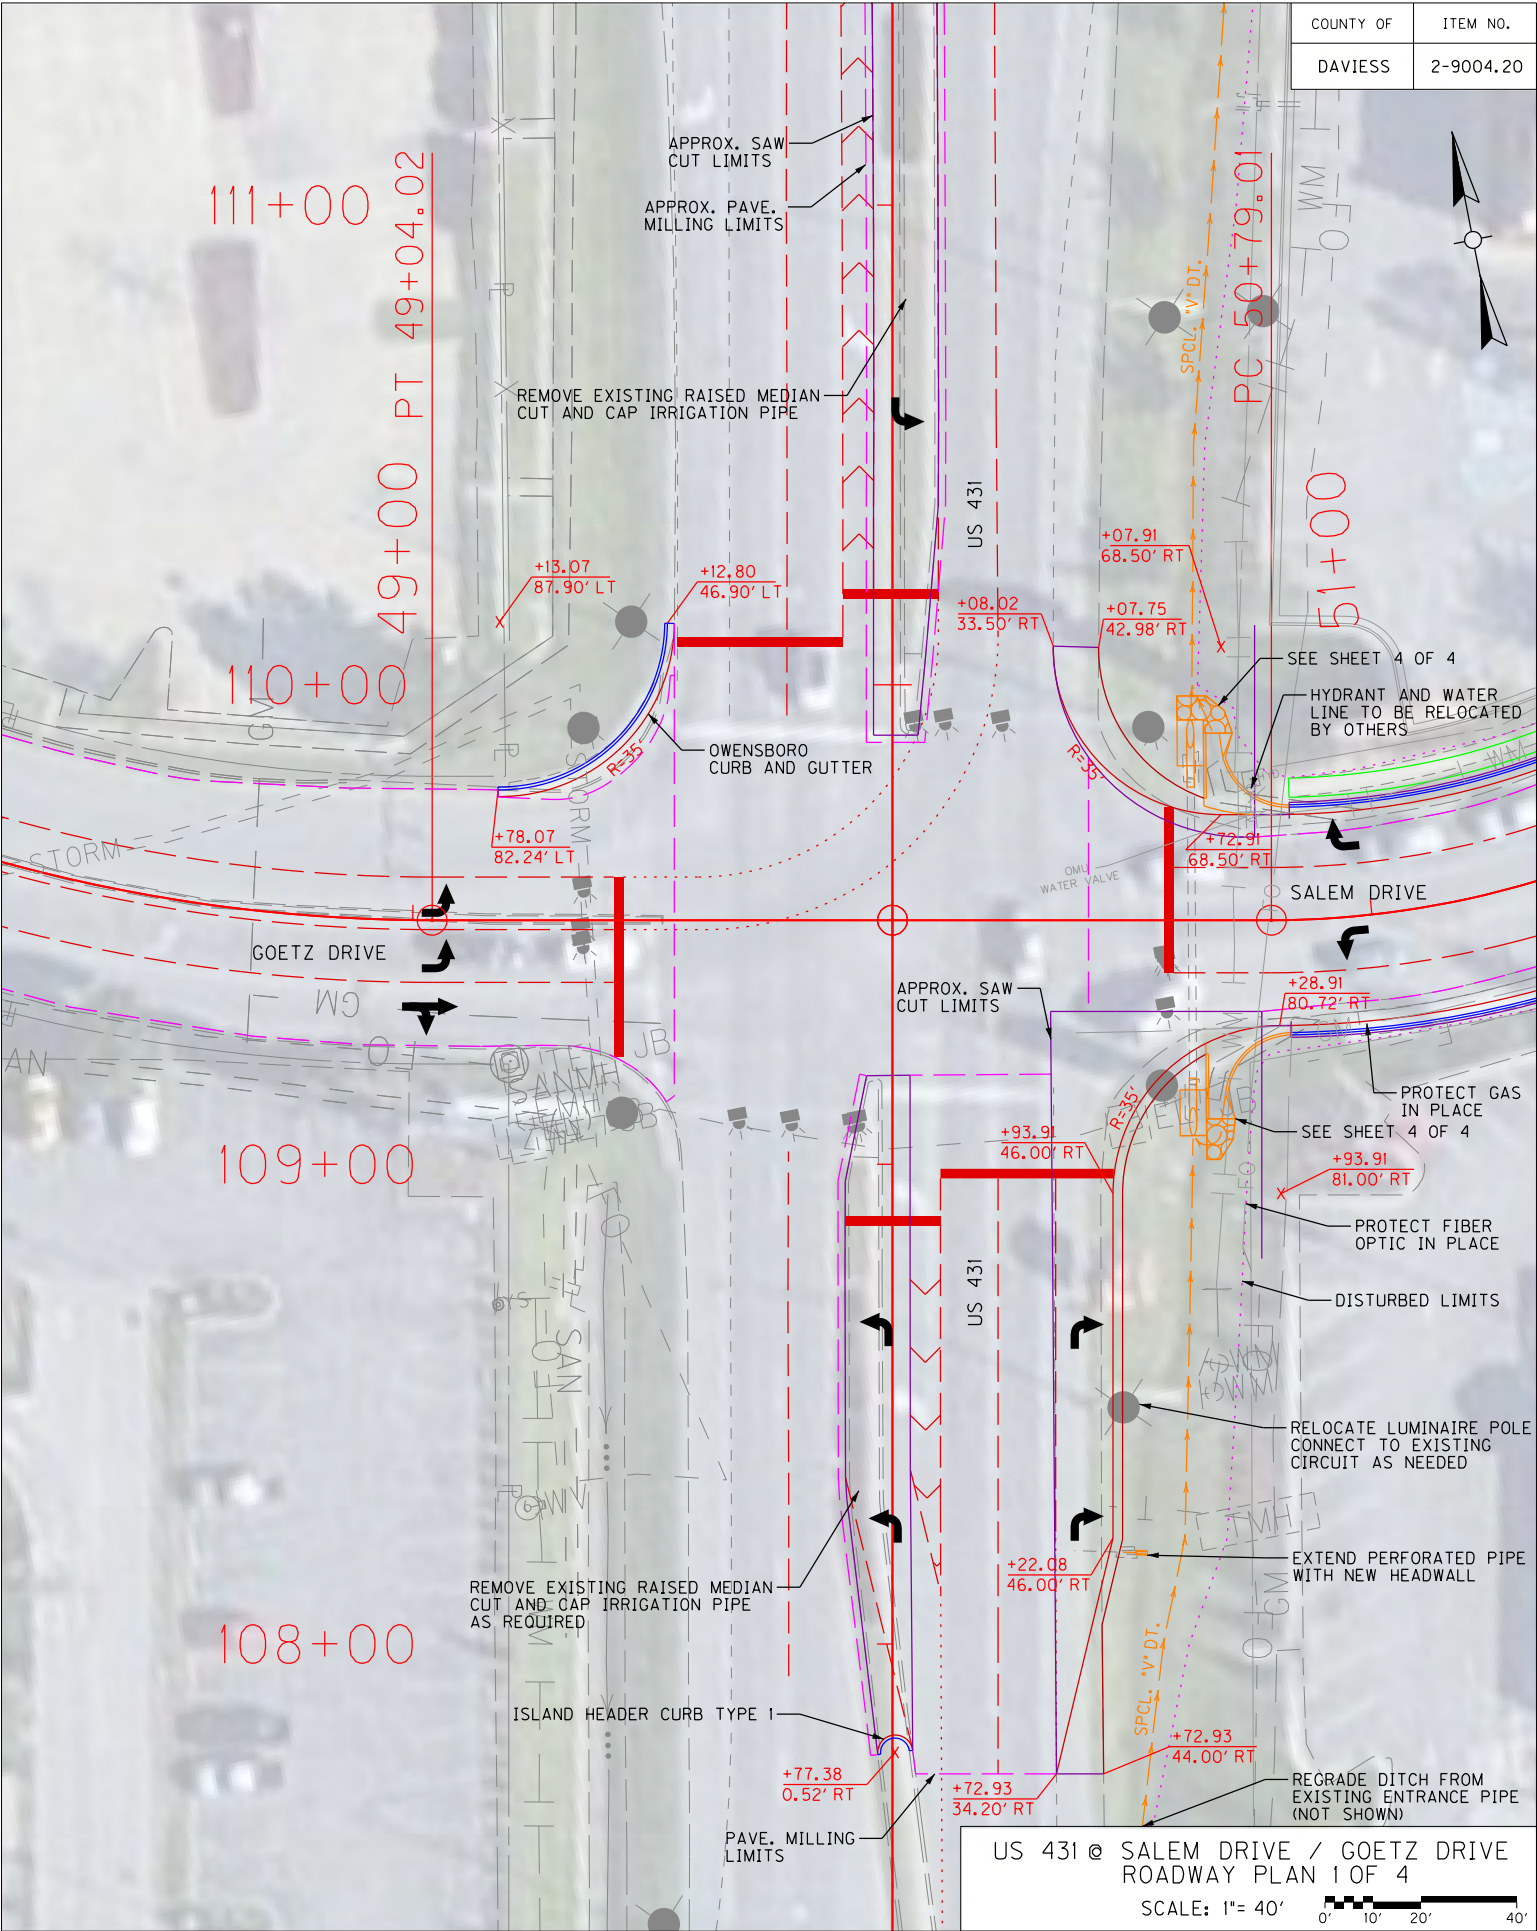 COUNTY OF
ITEM NO.
DAVIESS
2-9004.20
APPROX. SAW
CUT LIMITS
APPROX. PAVE.
MILLING LIMITS
111+00
PT 49+04.02
49+00
PC 50+79.01
51+00
WM
SPCL. "V" DT.
REMOVE EXISTING RAISED MEDIAN
CUT AND CAP IRRIGATION PIPE
US 431
+13.07
87.90' LT
+12.80
46.90' LT
+07.91
68.50' RT
+08.02
33.50' RT
+07.75
42.98' RT
110+00
SEE SHEET 4 OF 4
HYDRANT AND WATER
LINE TO BE RELOCATED
BY OTHERS
R=35'
OWENSBORO
CURB AND GUTTER
R=35'
STORM
WM
+78.07
82.24' LT
STORM
+72.91
68.50' RT
OMU
WATER VALVE
SALEM DRIVE
GOETZ DRIVE
APPROX. SAW
CUT LIMITS
+28.91
80.72' RT
GM
JB
SANMH
PROTECT GAS
IN PLACE
R=35'
SEE SHEET 4 OF 4
+93.91
46.00' RT
+93.91
81.00' RT
109+00
PROTECT FIBER
OPTIC IN PLACE
US 431
DISTURBED LIMITS
SAN
RELOCATE LUMINAIRE POLE
CONNECT TO EXISTING
CIRCUIT AS NEEDED
TMH
+22.08
46.00' RT
EXTEND PERFORATED PIPE
WITH NEW HEADWALL
GM
REMOVE EXISTING RAISED MEDIAN
CUT AND CAP IRRIGATION PIPE
AS REQUIRED
108+00
SPCL. "V" DT.
ISLAND HEADER CURB TYPE 1
+72.93
44.00' RT
+77.38
0.52' RT
+72.93
34.20' RT
REGRADE DITCH FROM
EXISTING ENTRANCE PIPE
(NOT SHOWN)
PAVE. MILLING
LIMITS
US 431 @ SALEM DRIVE / GOETZ DRIVE
ROADWAY PLAN 1 OF 4
SCALE: 1"= 40'
0' 10' 20' 40'